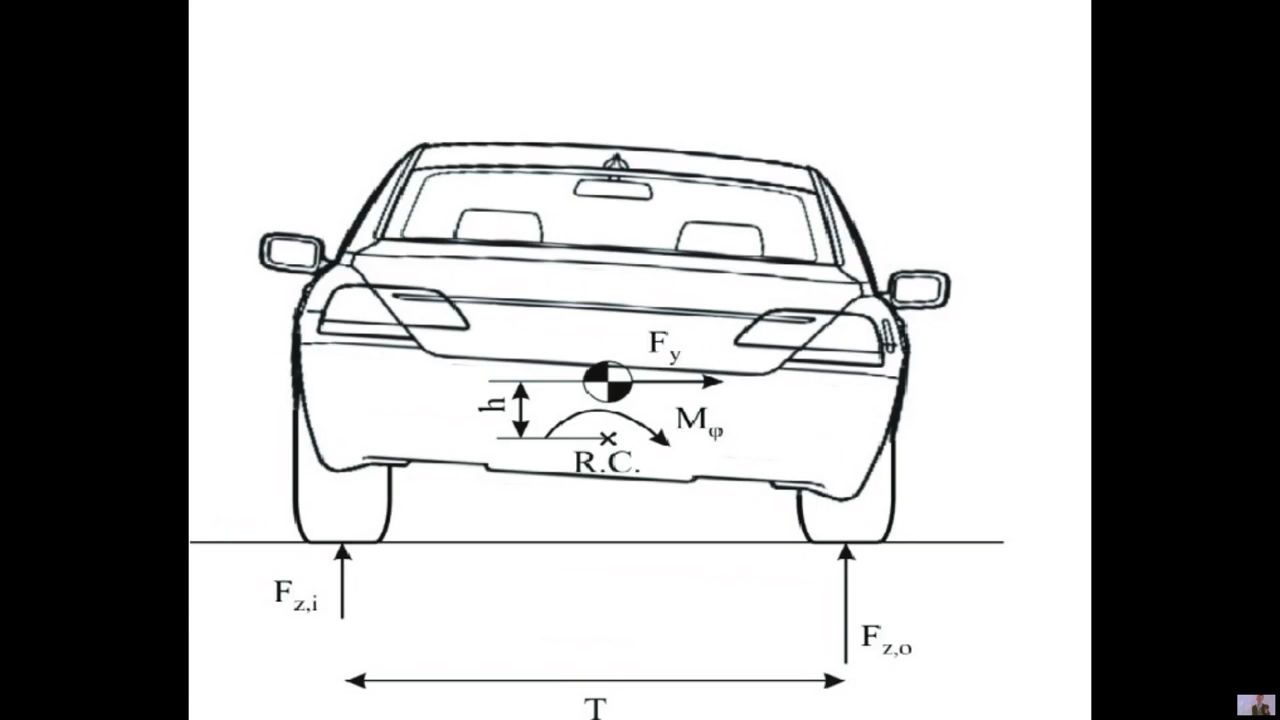 F_y
h
M_φ
R.C.
F_z,i
F_z,o
T